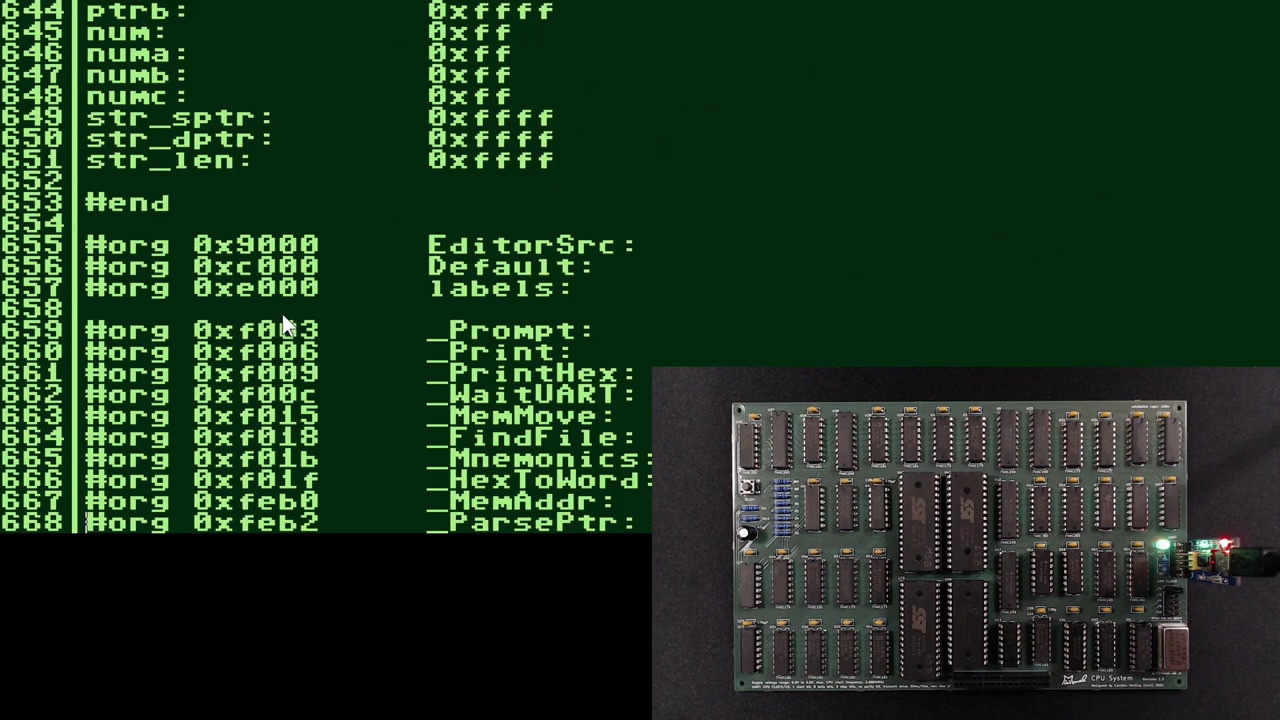 644 ptrb: 0xffff
645 num: 0xff
646 numa: 0xff
647 numb: 0xff
648 numc: 0xff
649 str_sptr: 0xffff
650 str_dptr: 0xffff
651 str_len: 0xffff
652
653 #end
654
655 #org 0x9000 EditorSrc:
656 #org 0xc000 Default:
657 #org 0xe000 labels:
658
659 #org 0xf003 _Prompt:
660 #org 0xf006 _Print:
661 #org 0xf009 _PrintHex:
662 #org 0xf00c _WaitUART:
663 #org 0xf015 _MemMove:
664 #org 0xf018 _FindFile:
665 #org 0xf01b _Mnemonics:
666 #org 0xf01f _HexToWord:
667 #org 0xfeb0 _MemAddr:
668 #org 0xfeb2 _ParsePtr:
CPU System